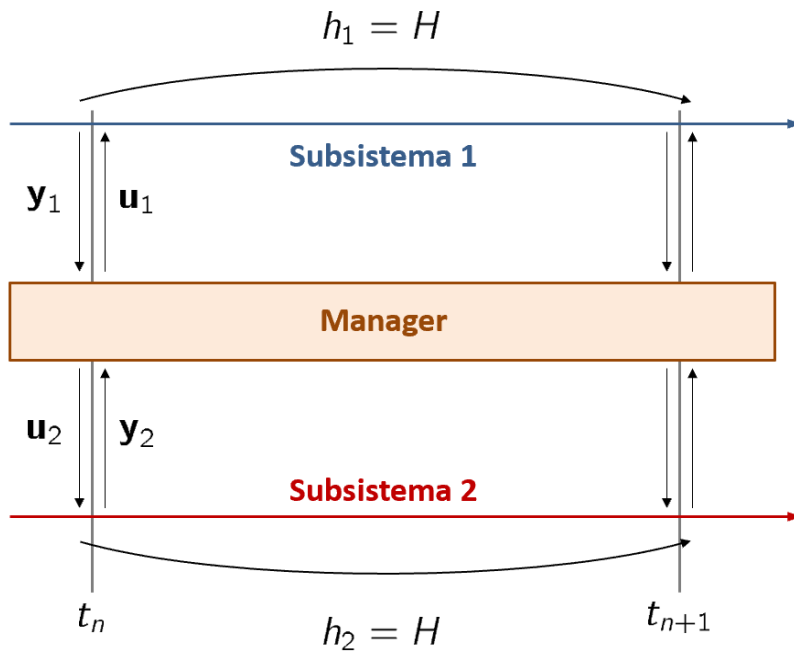 h₁ = H
Subsistema 1
y₁ u₁
Manager
u₂ y₂
Subsistema 2
tₙ tₙ₊₁
h₂ = H